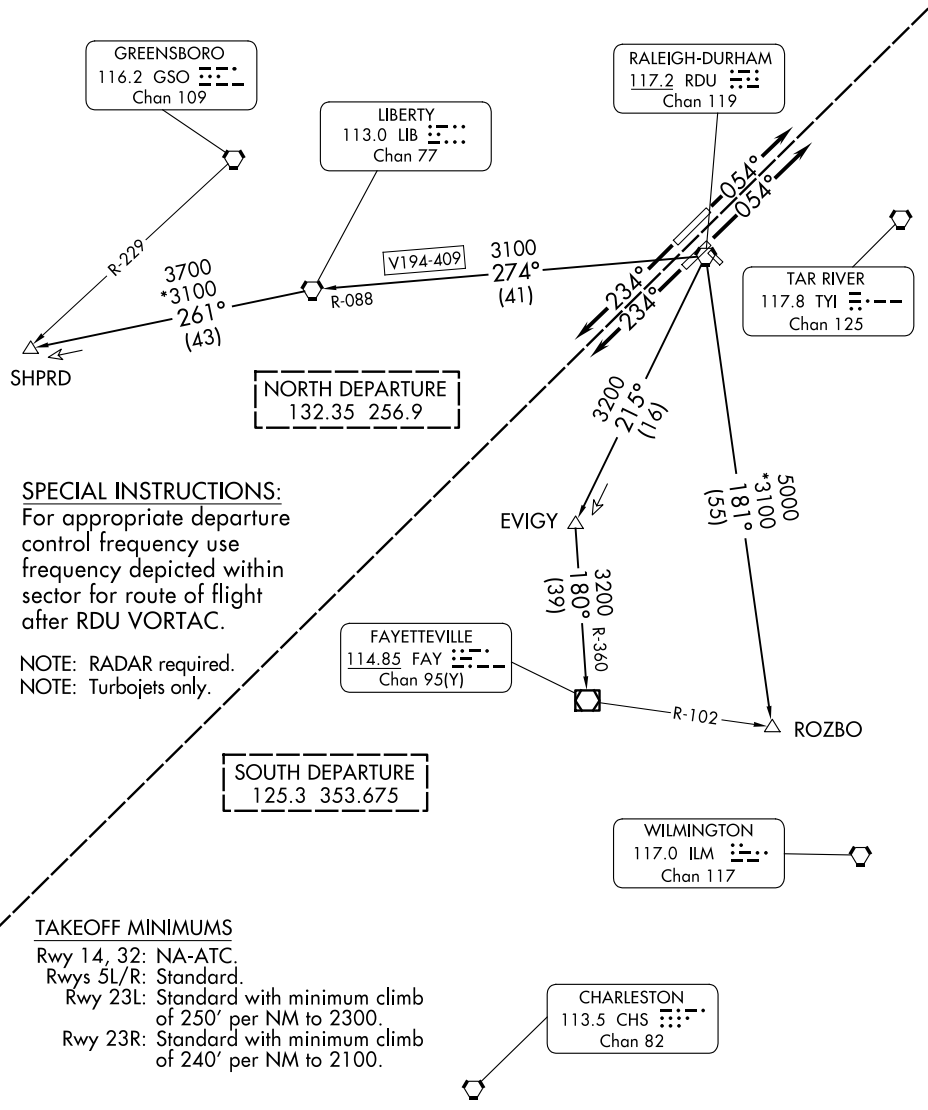 GREENSBORO
116.2 GSO
Chan 109
RALEIGH-DURHAM
117.2 RDU
Chan 119
LIBERTY
113.0 LIB
Chan 77
054°
054°
R-229
3700
*3100
261°
(43)
R-088
V194-409
3100
274°
(41)
234°
234°
TAR RIVER
117.8 TYI
Chan 125
SHPRD
NORTH DEPARTURE
132.35 256.9
3200
215°
(16)
5000
*3100
181°
(55)
SPECIAL INSTRUCTIONS:
For appropriate departure
control frequency use
frequency depicted within
sector for route of flight
after RDU VORTAC.
NOTE: RADAR required.
NOTE: Turbojets only.
EVIGY
3200
180°
(39)
R-360
FAYETTEVILLE
114.85 FAY
Chan 95(Y)
R-102
ROZBO
SOUTH DEPARTURE
125.3 353.675
WILMINGTON
117.0 ILM
Chan 117
TAKEOFF MINIMUMS
Rwy 14, 32: NA-ATC.
Rwys 5L/R: Standard.
Rwy 23L: Standard with minimum climb
of 250' per NM to 2300.
Rwy 23R: Standard with minimum climb
of 240' per NM to 2100.
CHARLESTON
113.5 CHS
Chan 82